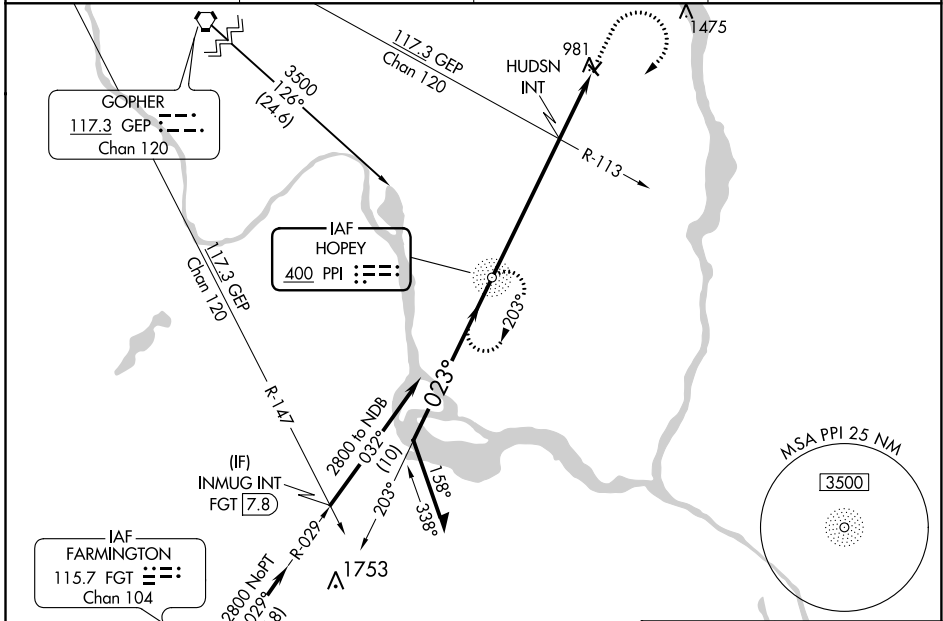 1475
981
117.3 GEP
Chan 120
HUDSN
INT
3500
126°
(24.6)
GOPHER
117.3 GEP
Chan 120
R-113
IAF
HOPEY
400 PPI
117.3 GEP
Chan 120
203°
023°
R-147
2800 to NDB
032°
(10)
MSA PPI 25 NM
3500
(IF)
INMUG INT
FGT 7.8
158°
338°
203°
R-029
IAF
FARMINGTON
115.7 FGT
Chan 104
1753
2800 NoPT
029°
8)